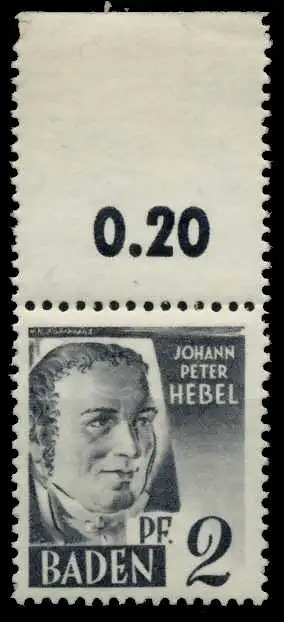 0.20
JOHANN
PETER
HEBEL
PF. 2
BADEN